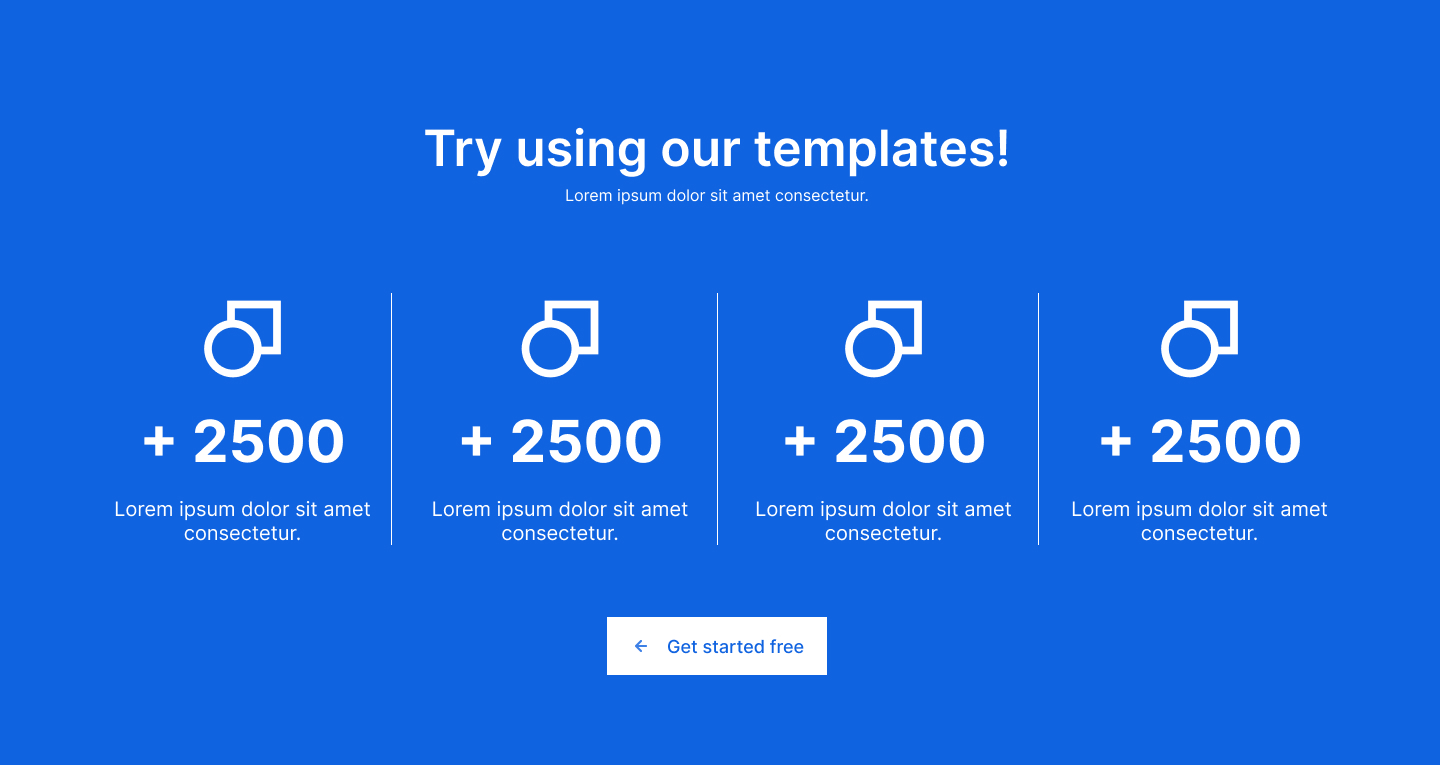 Try using our templates!
Lorem ipsum dolor sit amet consectetur.
+ 2500
Lorem ipsum dolor sit amet
consectetur.
+ 2500
Lorem ipsum dolor sit amet
consectetur.
+ 2500
Lorem ipsum dolor sit amet
consectetur.
+ 2500
Lorem ipsum dolor sit amet
consectetur.
Get started free